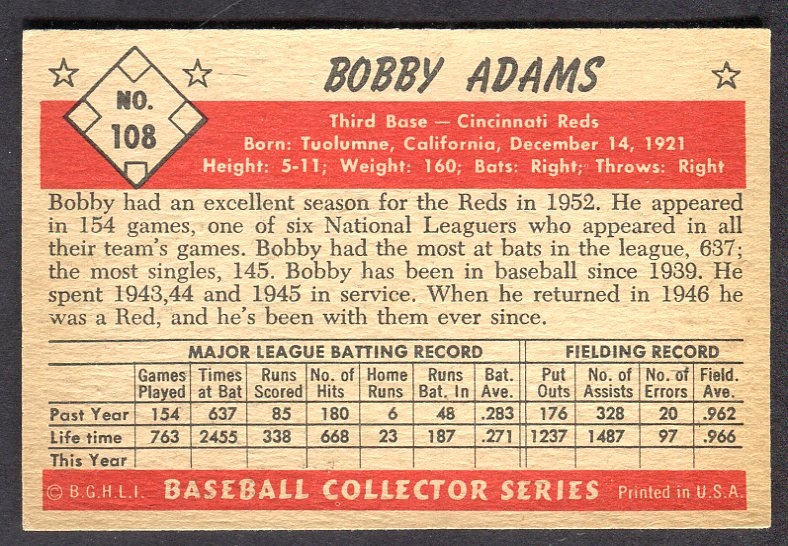 BOBBY ADAMS
NO.
108
Third Base — Cincinnati Reds
Born: Tuolumne, California, December 14, 1921
Height: 5-11; Weight: 160; Bats: Right; Throws: Right
Bobby had an excellent season for the Reds in 1952. He appeared
in 154 games, one of six National Leaguers who appeared in all
their team's games. Bobby had the most at bats in the league, 637;
the most singles, 145. Bobby has been in baseball since 1939. He
spent 1943,44 and 1945 in service. When he returned in 1946 he
was a Red, and he's been with them ever since.
MAJOR LEAGUE BATTING RECORD FIELDING RECORD
Games Times Runs No. of Home Runs Bat. Put No. of No. of Field.
Played at Bat Scored Hits Runs Bat. In Ave. Outs Assists Errors Ave.
Past Year 154 637 85 180 6 48 .283 176 328 20 .962
Life time 763 2455 338 668 23 187 .271 1237 1487 97 .966
This Year
© B.G.H.L.I. BASEBALL COLLECTOR SERIES Printed in U.S.A.